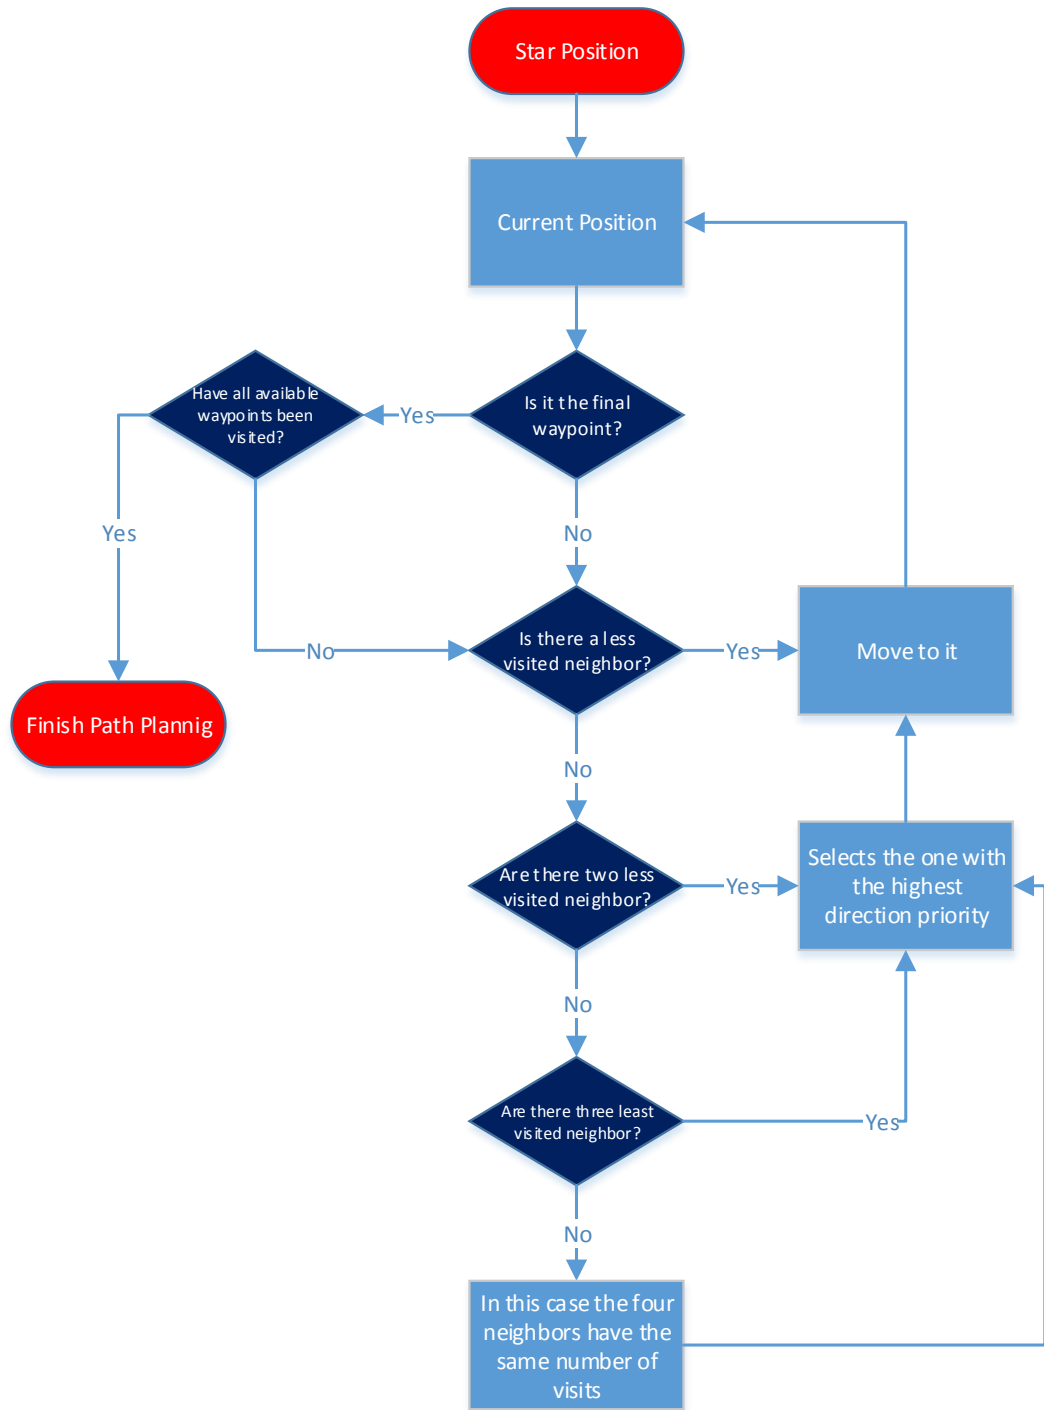 Star Position
Current Position
Have all available
waypoints been
visited?
Yes
Is it the final
waypoint?
Yes
No
No
Is there a less
visited neighbor?
Yes
Move to it
Finish Path Plannig
No
Are there two less
visited neighbor?
Yes
Selects the one with
the highest
direction priority
No
Are there three least
visited neighbor?
Yes
No
In this case the four
neighbors have the
same number of
visits